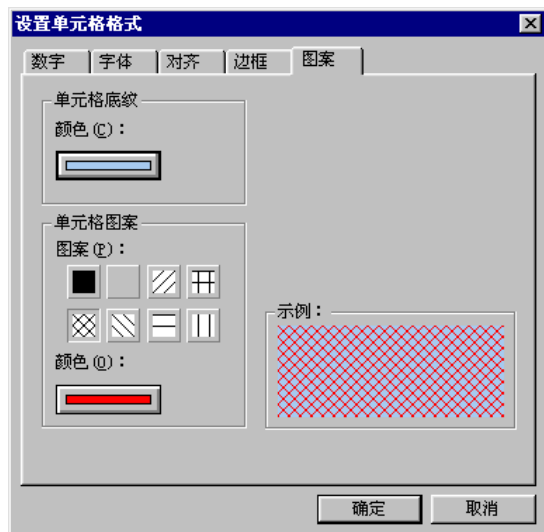 设置单元格格式
数字 字体 对齐 边框 图案
单元格底纹
颜色(C)：
单元格图案
图案(P)：
示例：
颜色(O)：
确定 取消